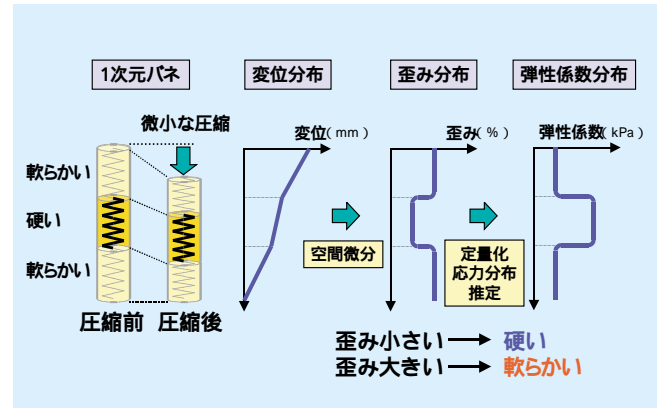 1次元バネ
変位分布
歪み分布
弾性係数分布
微小な圧縮
変位(mm)
歪み(%)
弾性係数(kPa)
軟らかい
硬い
軟らかい
空間微分
定量化
応力分布
推定
圧縮前
圧縮後
歪み小さい
硬い
歪み大きい
軟らかい